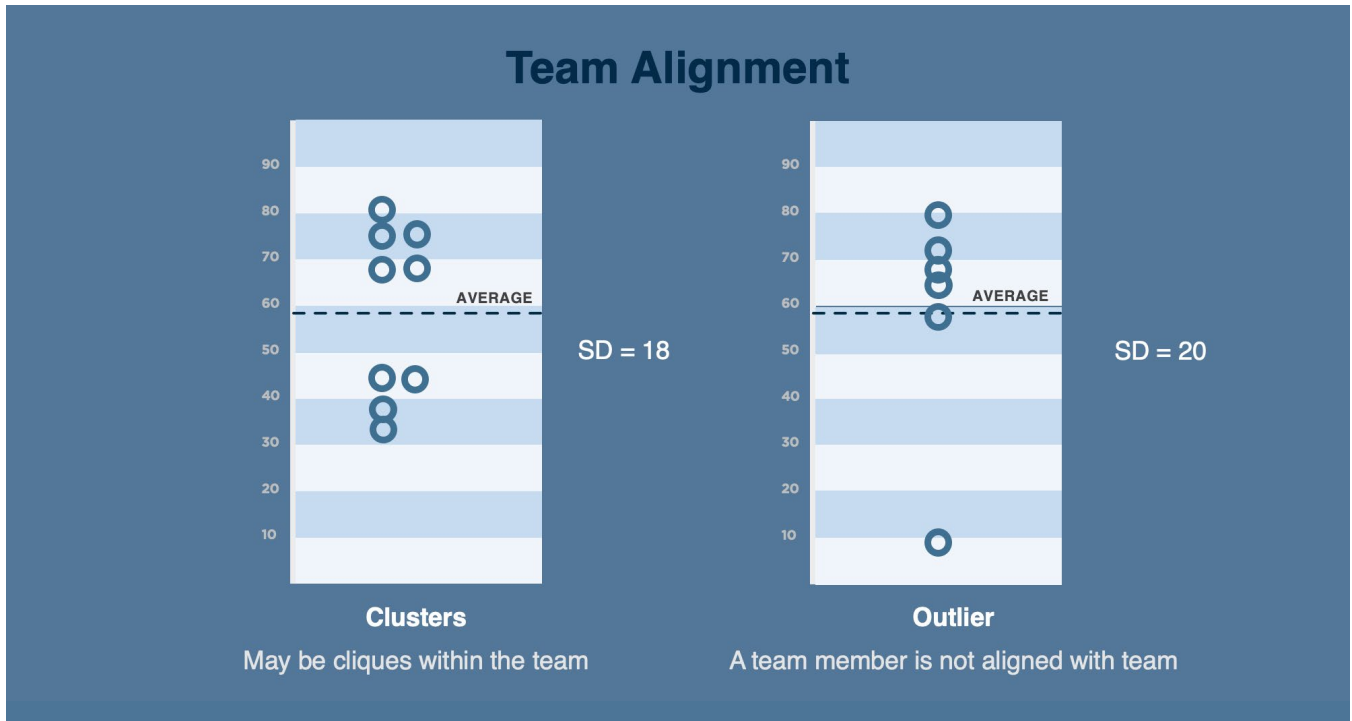 Team Alignment
90
80
70
60
50
40
30
20
10
AVERAGE
SD = 18
Clusters
May be cliques within the team
90
80
70
60
50
40
30
20
10
AVERAGE
SD = 20
Outlier
A team member is not aligned with team